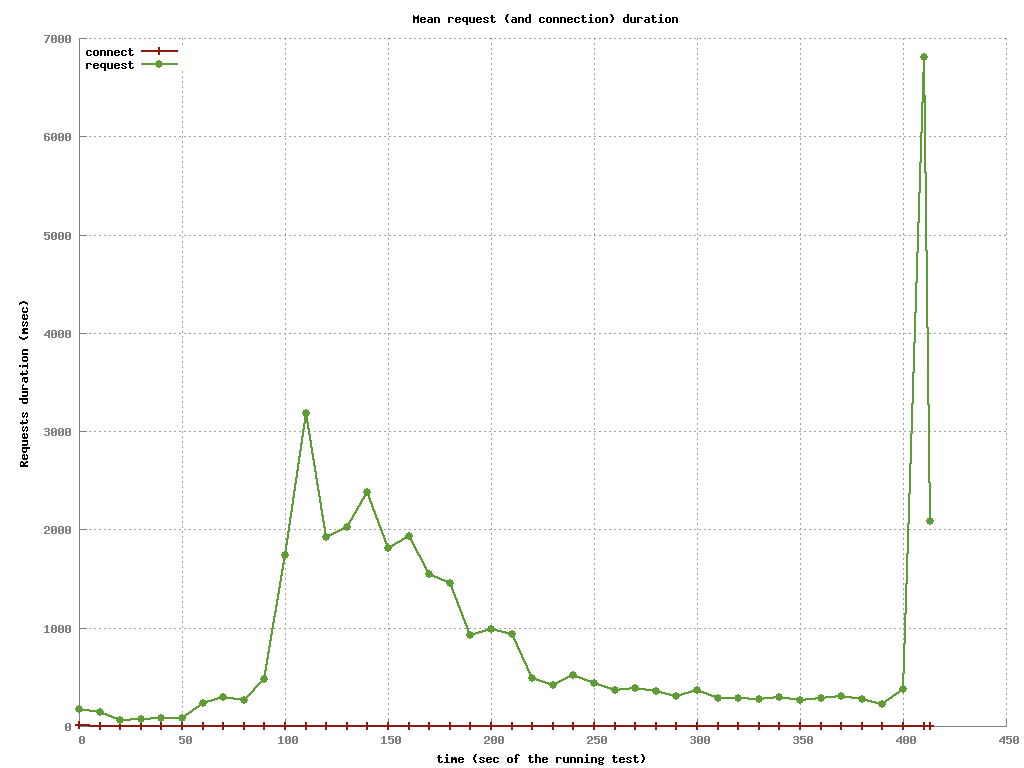 Mean request (and connection) duration
7000
connect
request
6000
5000
4000
3000
2000
1000
0
Requests duration (msec)
0 50 100 150 200 250 300 350 400 450
time (sec of the running test)